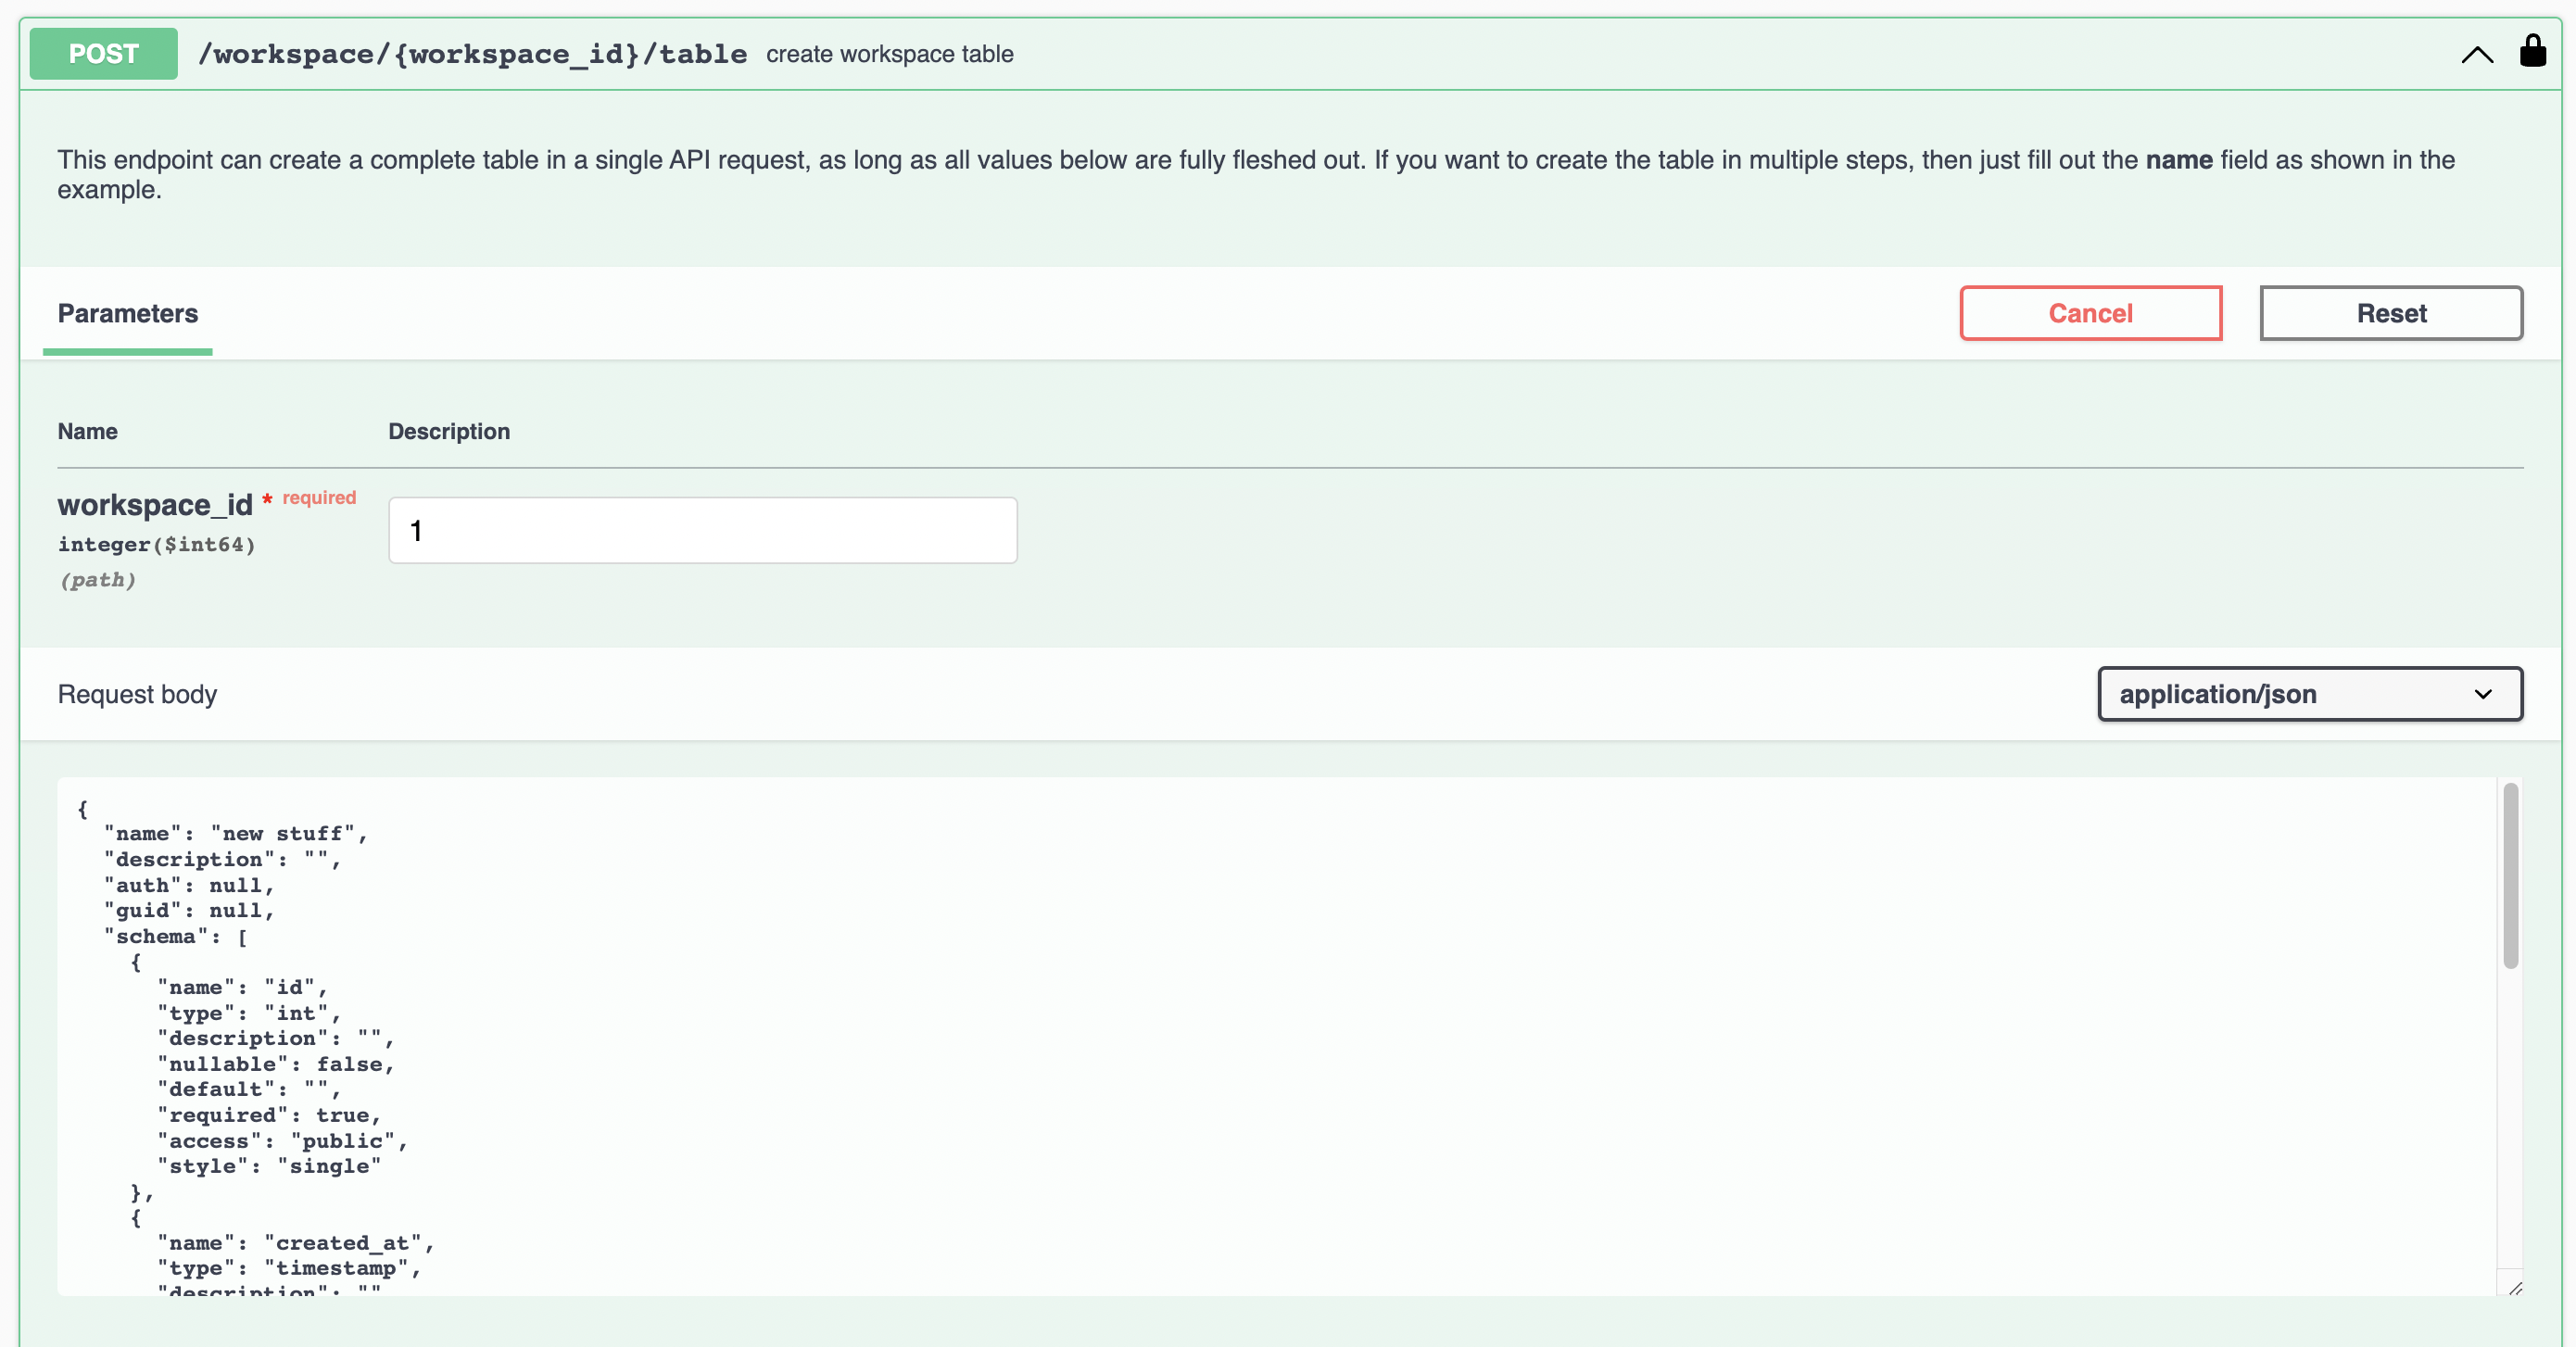 POST /workspace/{workspace_id}/table create workspace table
This endpoint can create a complete table in a single API request, as long as all values below are fully fleshed out. If you want to create the table in multiple steps, then just fill out the name field as shown in the
example.
Parameters
Cancel
Reset
Name Description
workspace_id * required
integer($int64)
(path)
1
Request body
application/json
{
  "name": "new stuff",
  "description": "",
  "auth": null,
  "guid": null,
  "schema": [
    {
      "name": "id",
      "type": "int",
      "description": "",
      "nullable": false,
      "default": "",
      "required": true,
      "access": "public",
      "style": "single"
    },
    {
      "name": "created_at",
      "type": "timestamp",
      "description": ""